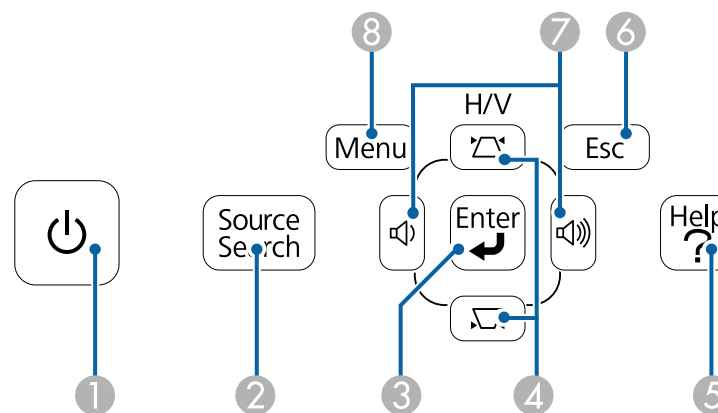 8 7 6
H/V
Menu Esc
Source
Search
Enter
Help
?
1 2 3 4 5